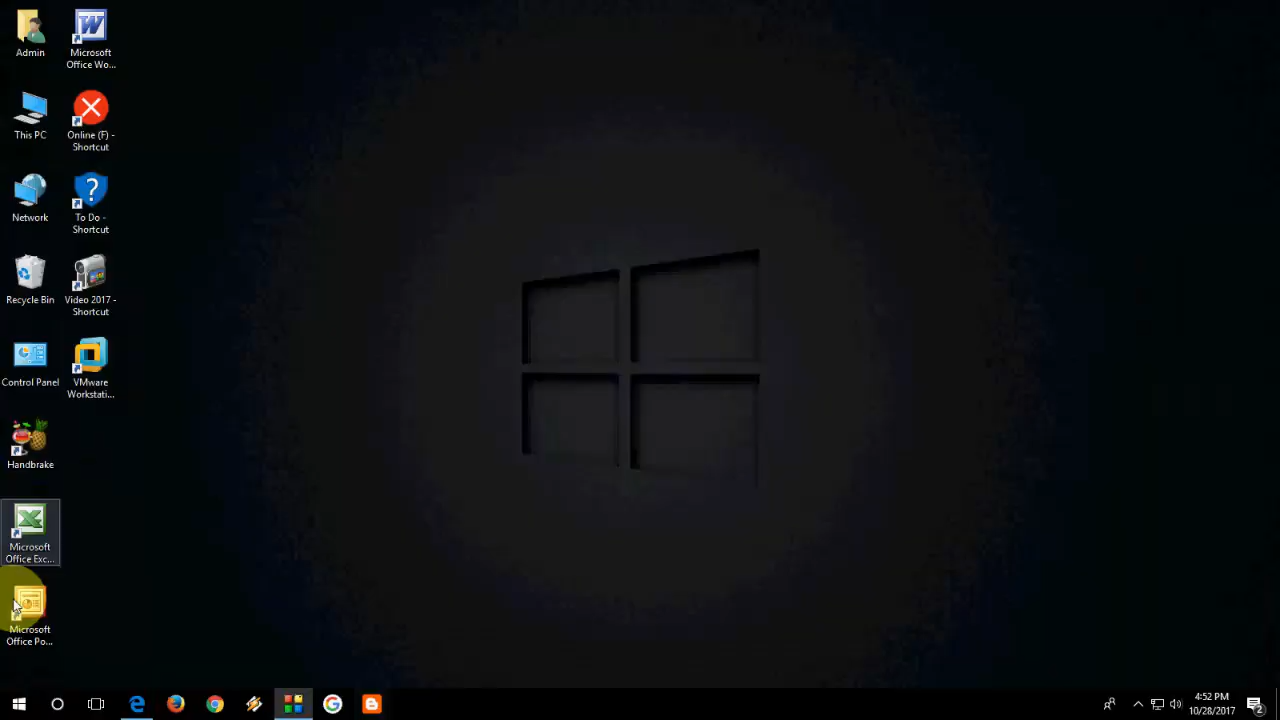 Admin
Microsoft
Office Wo...
This PC
Online (F) -
Shortcut
Network
To Do -
Shortcut
Recycle Bin
Video 2017 -
Shortcut
Control Panel
VMware
Workstati...
Handbrake
Microsoft
Office Exc...
Microsoft
Office Po...
4:52 PM
10/28/2017
2